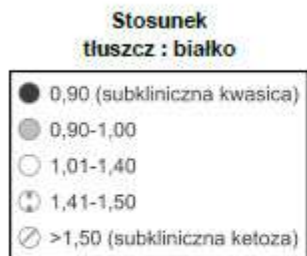 Stosunek
tłuszcz : białko
0,90 (subkliniczna kwasica)
0,90-1,00
1,01-1,40
1,41-1,50
>1,50 (subkliniczna ketoza)